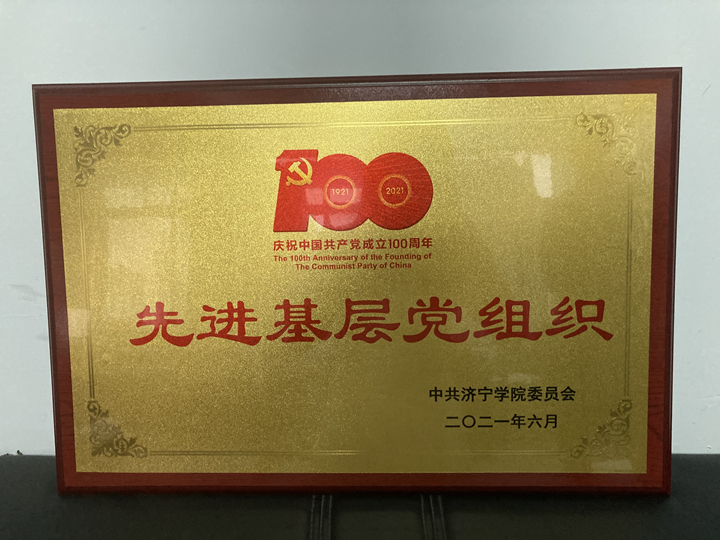 100
1921 2021
庆祝中国共产党成立100周年
The 100th Anniversary of the Founding of
The Communist Party of China
先进基层党组织
中共济宁学院委员会
二〇二一年六月